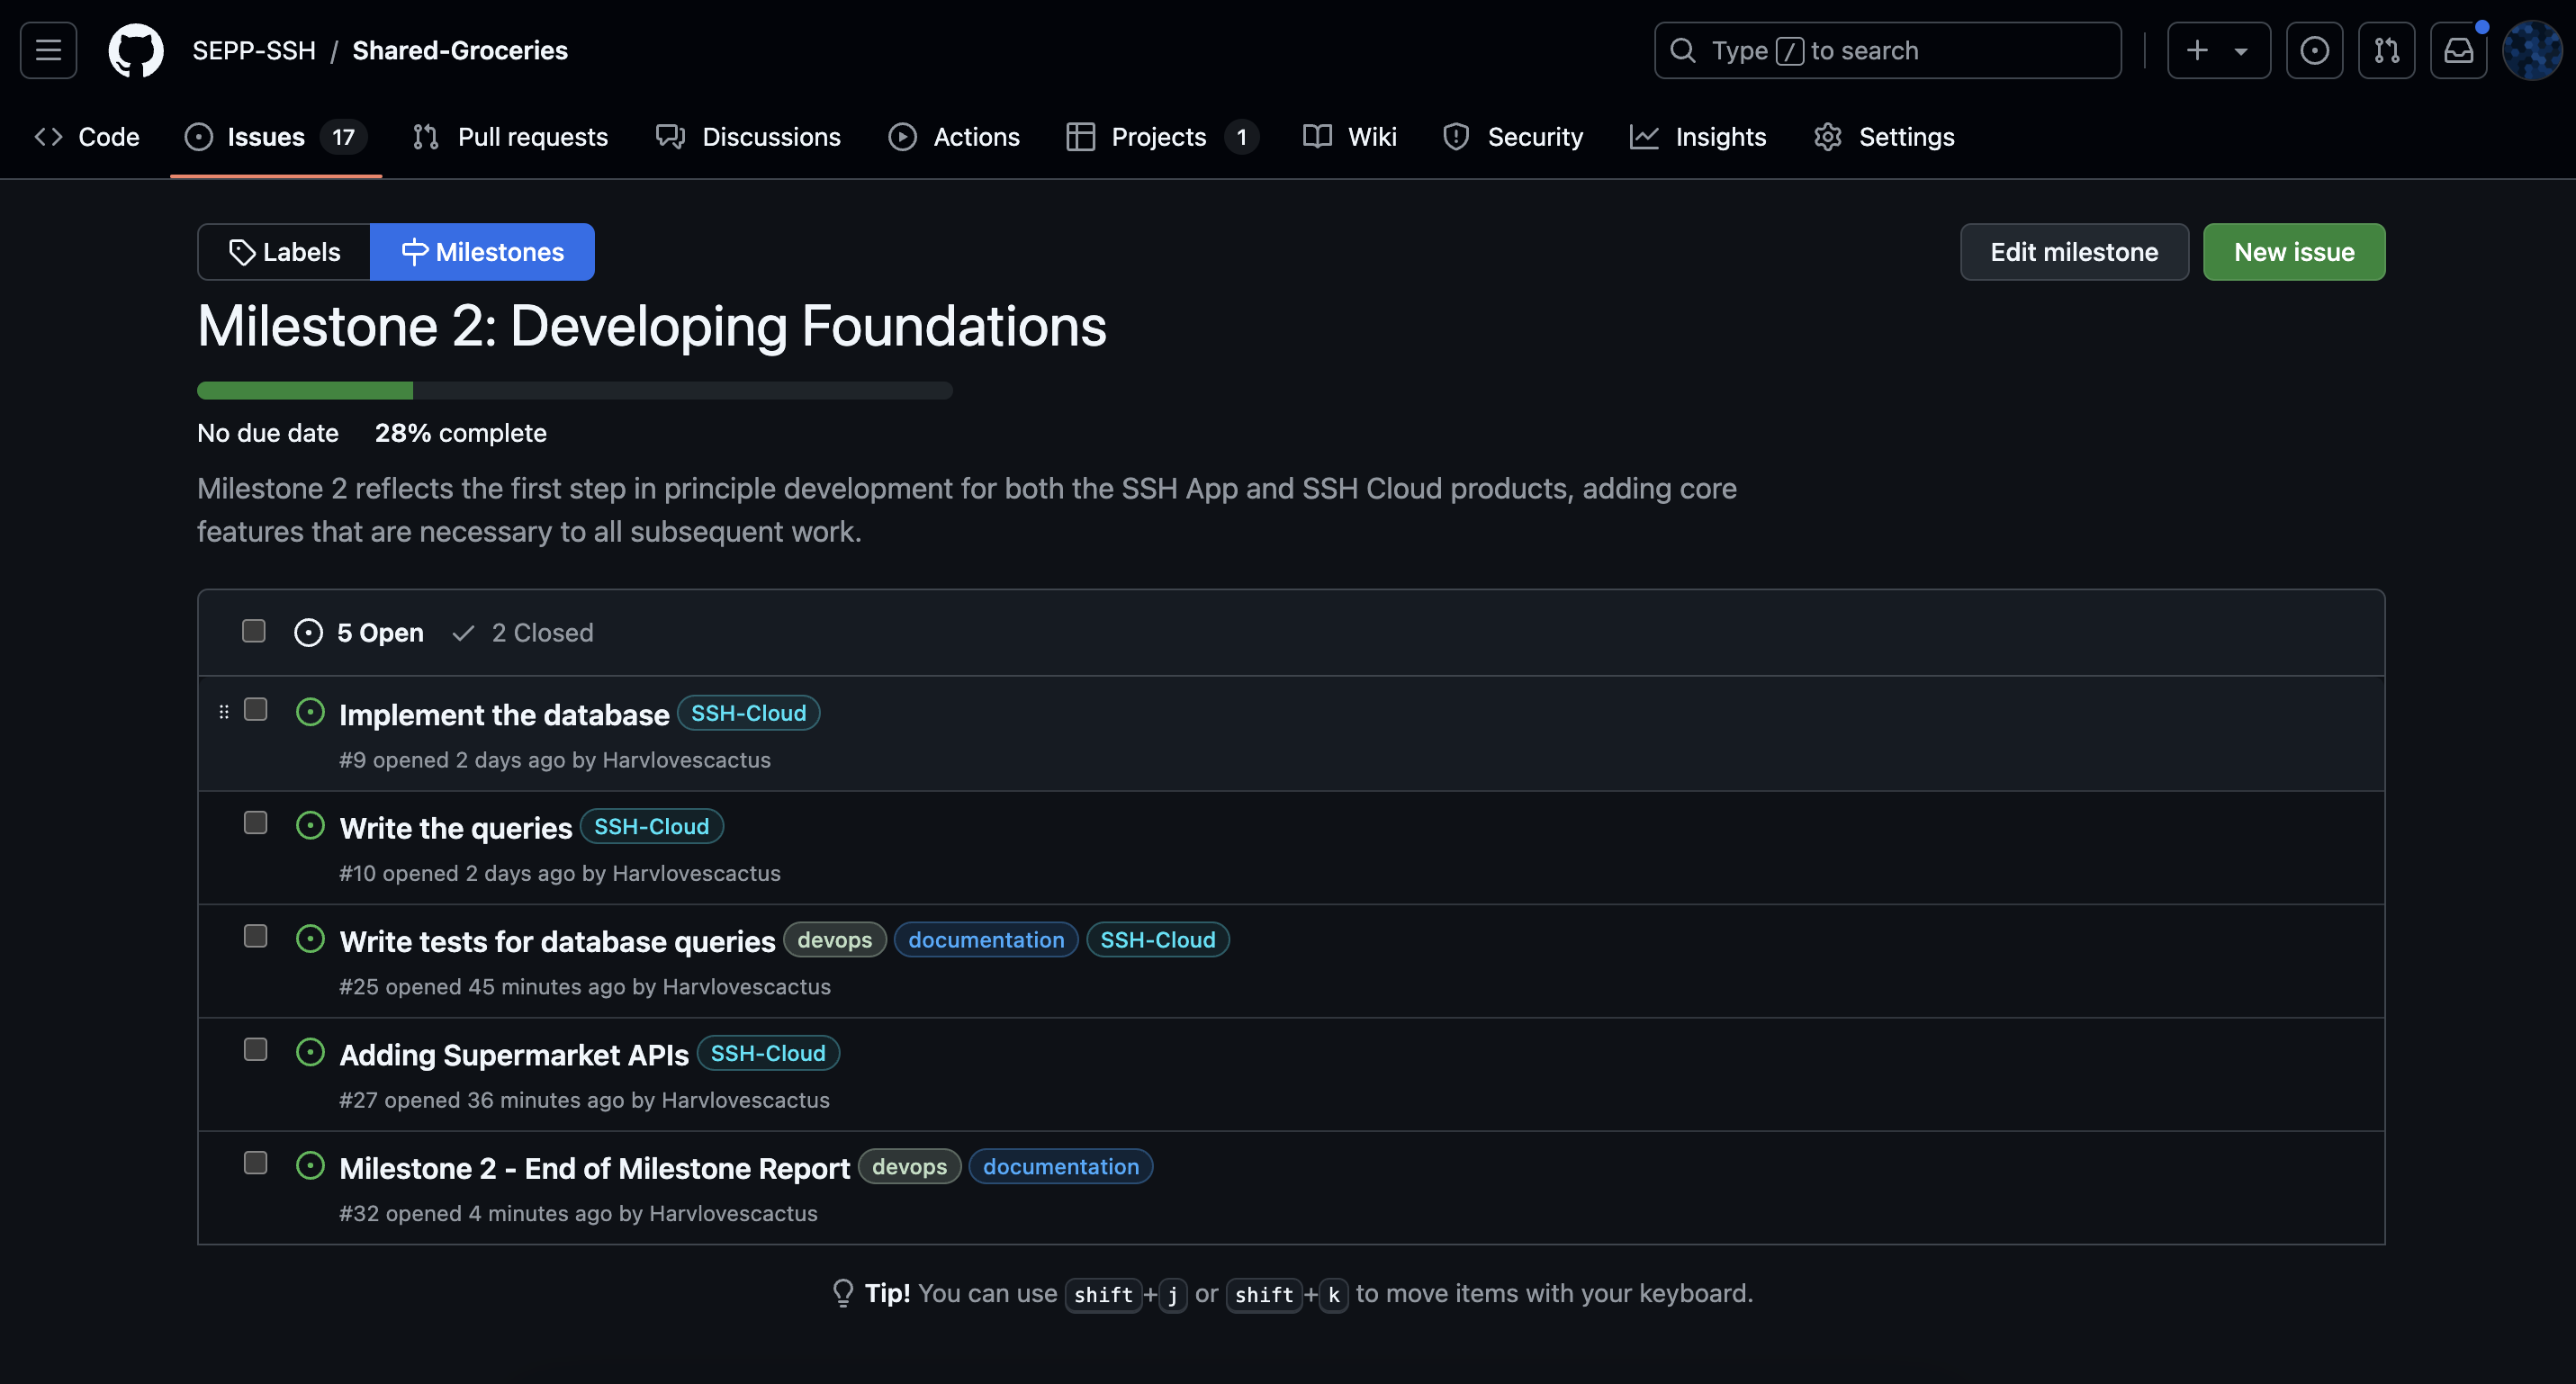 SEPP-SSH / Shared-Groceries
Type / to search
Code
Issues 17
Pull requests
Discussions
Actions
Projects 1
Wiki
Security
Insights
Settings
Labels
Milestones
Edit milestone
New issue
Milestone 2: Developing Foundations
No due date 28% complete
Milestone 2 reflects the first step in principle development for both the SSH App and SSH Cloud products, adding core
features that are necessary to all subsequent work.
5 Open 2 Closed
Implement the database SSH-Cloud
#9 opened 2 days ago by Harvlovescactus
Write the queries SSH-Cloud
#10 opened 2 days ago by Harvlovescactus
Write tests for database queries devops documentation SSH-Cloud
#25 opened 45 minutes ago by Harvlovescactus
Adding Supermarket APIs SSH-Cloud
#27 opened 36 minutes ago by Harvlovescactus
Milestone 2 - End of Milestone Report devops documentation
#32 opened 4 minutes ago by Harvlovescactus
Tip! You can use shift+j or shift+k to move items with your keyboard.